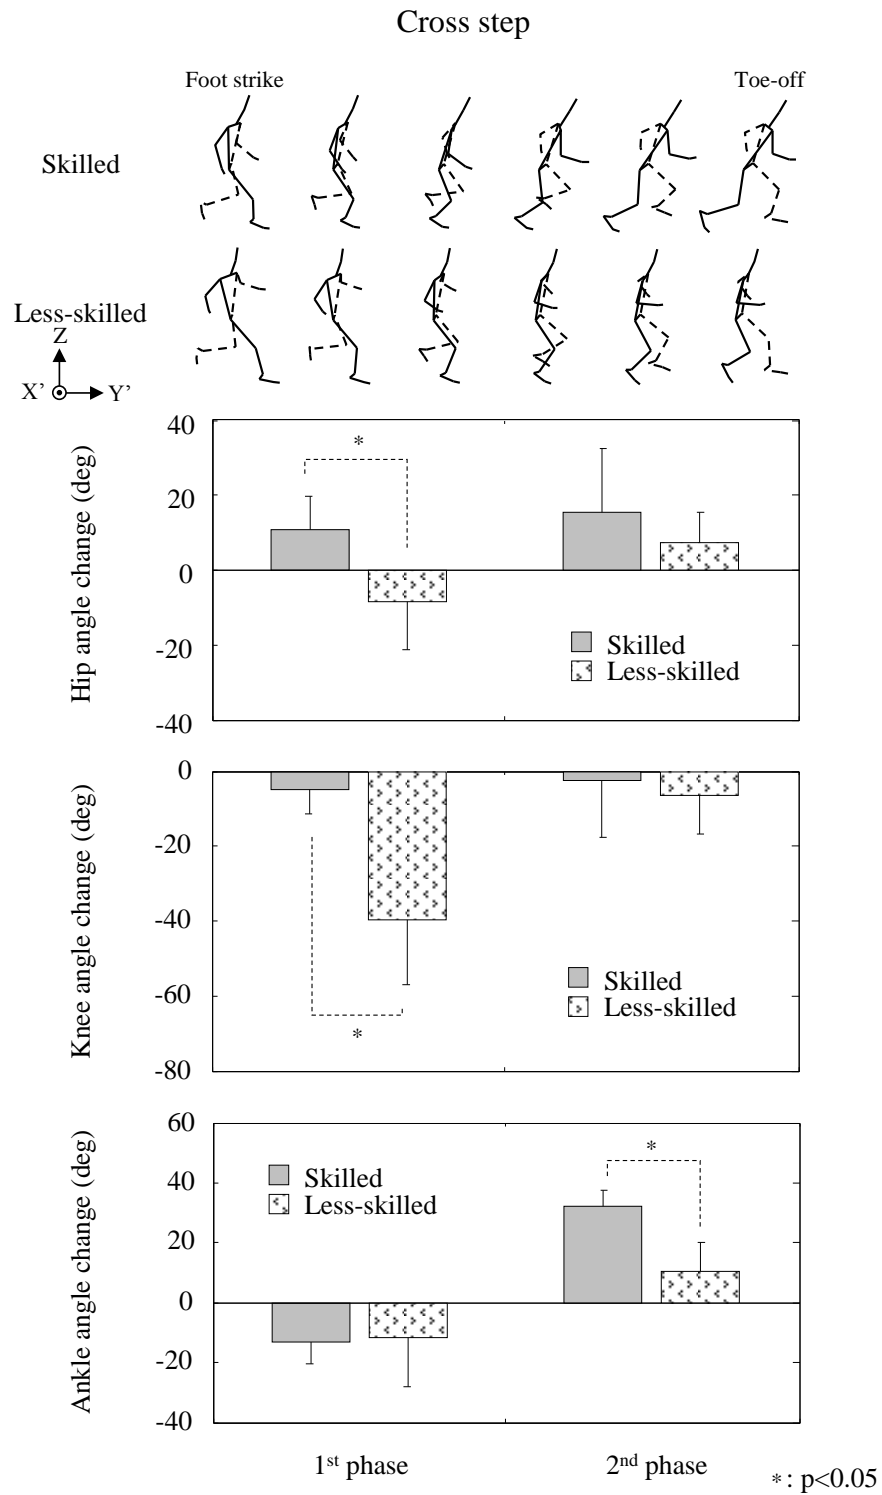 Cross step
Foot strike
Toe-off
Skilled
Less-skilled
Z
X’
Y’
Hip angle change (deg)
40
20
0
-20
-40
*
Skilled
Less-skilled
Knee angle change (deg)
0
-20
-40
-60
-80
*
Skilled
Less-skilled
Ankle angle change (deg)
60
40
20
0
-20
-40
*
Skilled
Less-skilled
1st phase
2nd phase
*: p<0.05